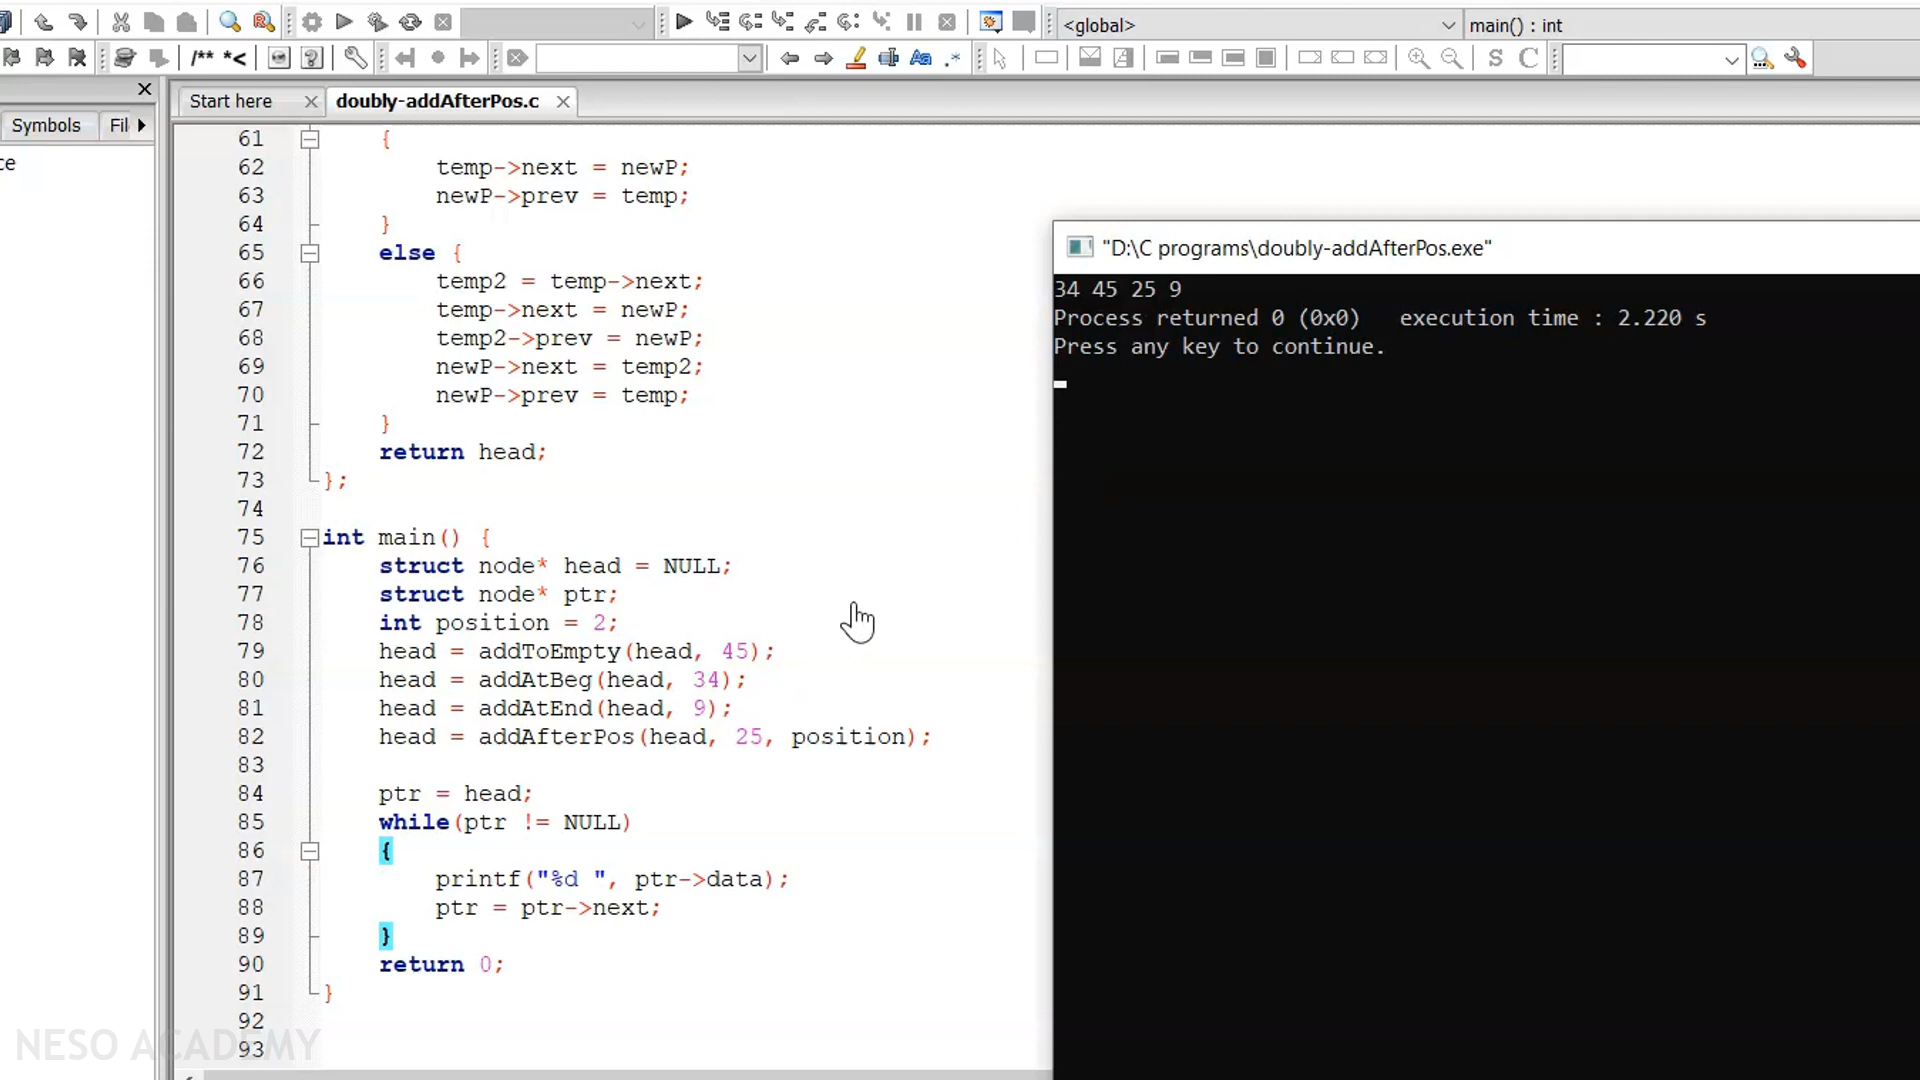 <global>
main() : int
/** *<
Aa .*
S C
Start here
doubly-addAfterPos.c
Symbols
Fil
ce
61 {
62 temp->next = newP;
63 newP->prev = temp;
64 }
65 else {
66 temp2 = temp->next;
67 temp->next = newP;
68 temp2->prev = newP;
69 newP->next = temp2;
70 newP->prev = temp;
71 }
72 return head;
73 };
74
75 int main() {
76 struct node* head = NULL;
77 struct node* ptr;
78 int position = 2;
79 head = addToEmpty(head, 45);
80 head = addAtBeg(head, 34);
81 head = addAtEnd(head, 9);
82 head = addAfterPos(head, 25, position);
83
84 ptr = head;
85 while(ptr != NULL)
86 {
87 printf("%d ", ptr->data);
88 ptr = ptr->next;
89 }
90 return 0;
91 }
92
93
"D:\C programs\doubly-addAfterPos.exe"
34 45 25 9
Process returned 0 (0x0) execution time : 2.220 s
Press any key to continue.
NESO ACADEMY